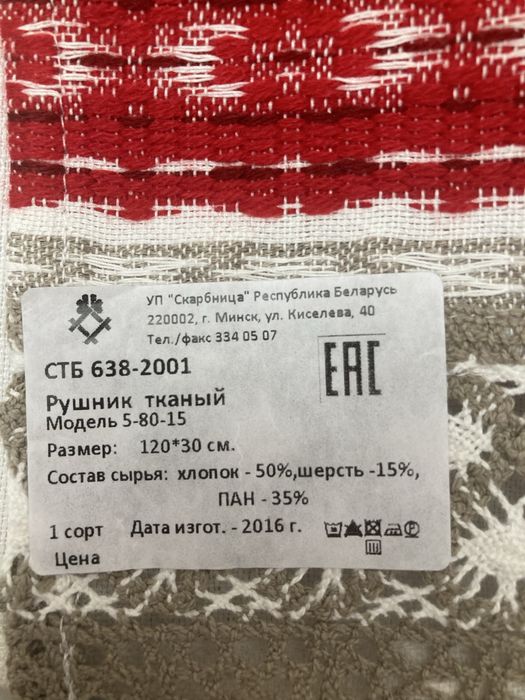 УП "Скарбница" Республика Беларусь
220002, г. Минск, ул. Киселева, 40
Тел./факс 334 05 07
СТБ 638-2001
ЕАС
Рушник тканый
Модель 5-80-15
Размер: 120*30 см.
Состав сырья: хлопок - 50%,шерсть -15%,
ПАН - 35%
1 сорт Дата изгот. - 2016 г.
Цена